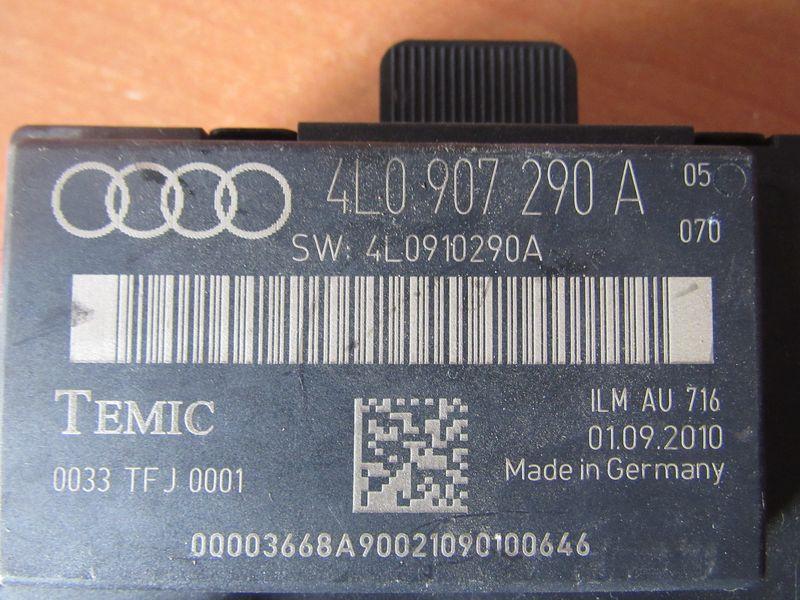 4L0 907 290 A 05
070
SW: 4L0910290A
TEMIC
ILM AU 716
01.09.2010
0033 TFJ 0001
Made in Germany
00003668A90021090100646